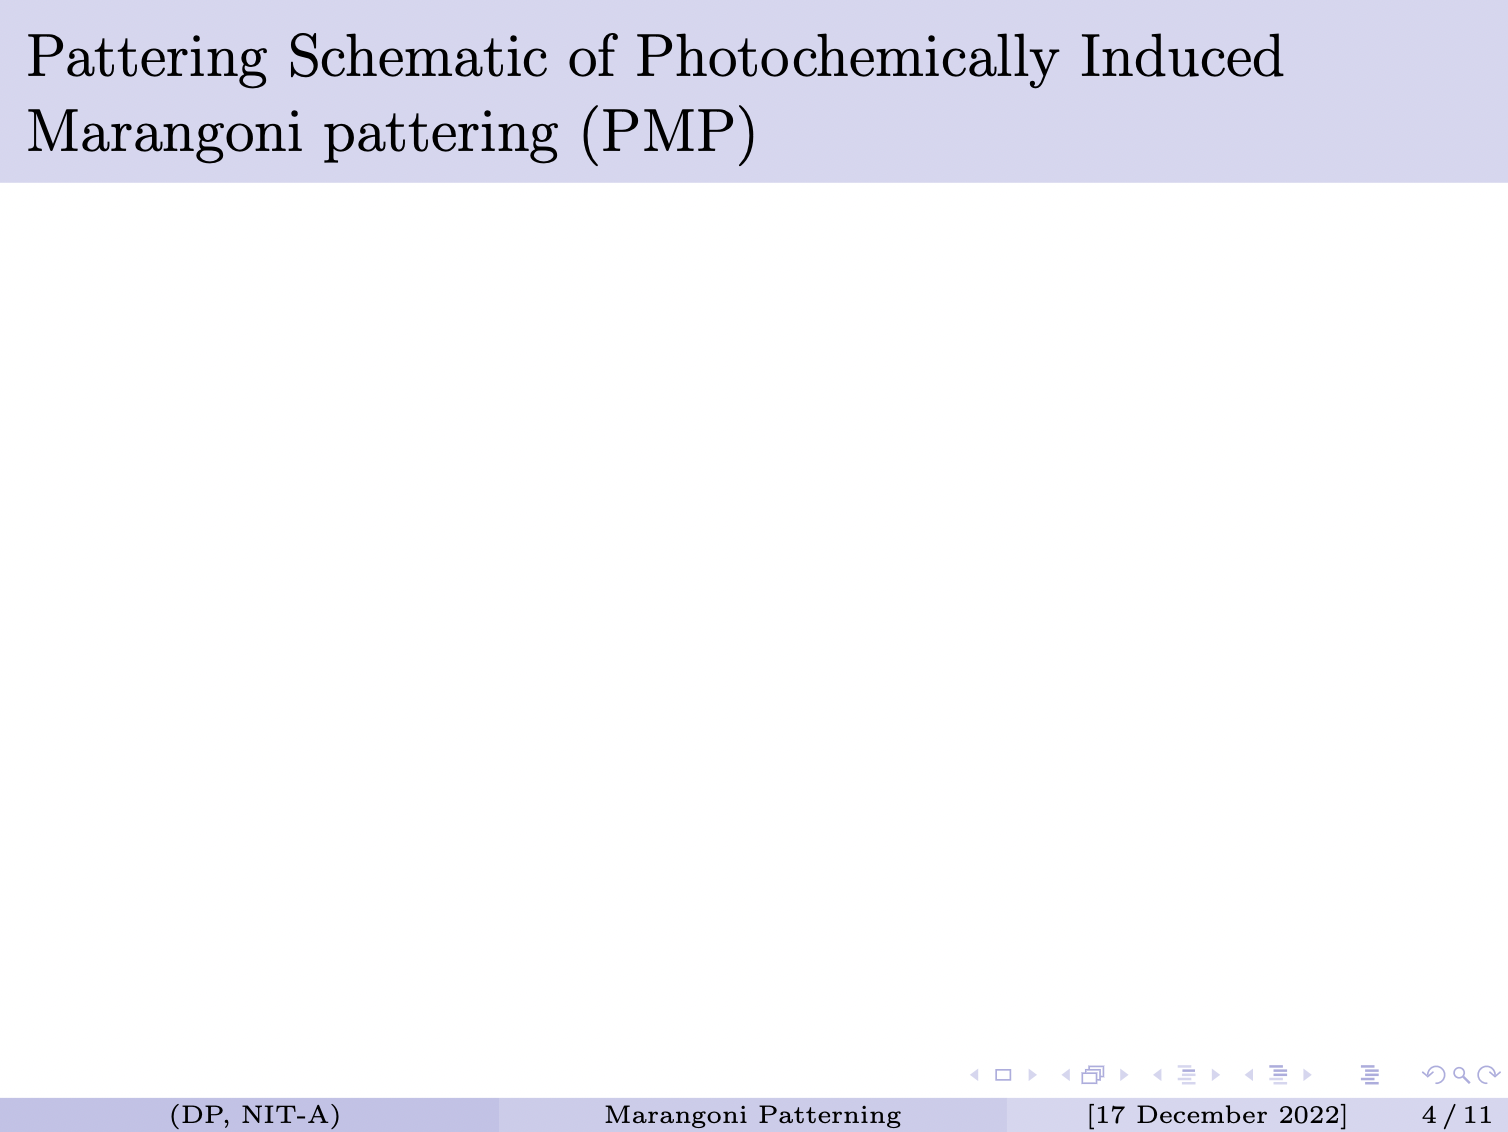 Pattering Schematic of Photochemically Induced
Marangoni pattering (PMP)
(DP, NIT-A) Marangoni Patterning [17 December 2022] 4 / 11